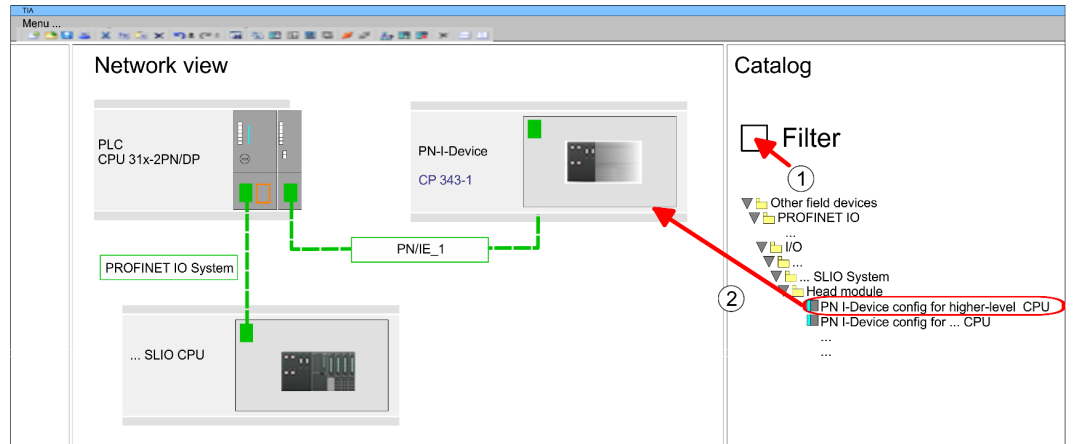 TIA
Menu ...
Network view
PLC
CPU 31x-2PN/DP
PN-I-Device
CP 343-1
PN/IE_1
PROFINET IO System
... SLIO CPU
Catalog
Filter
1
Other field devices
PROFINET IO
...
I/O
...
... SLIO System
Head module
2
PN I-Device config for higher-level CPU
PN I-Device config for ... CPU
...
...